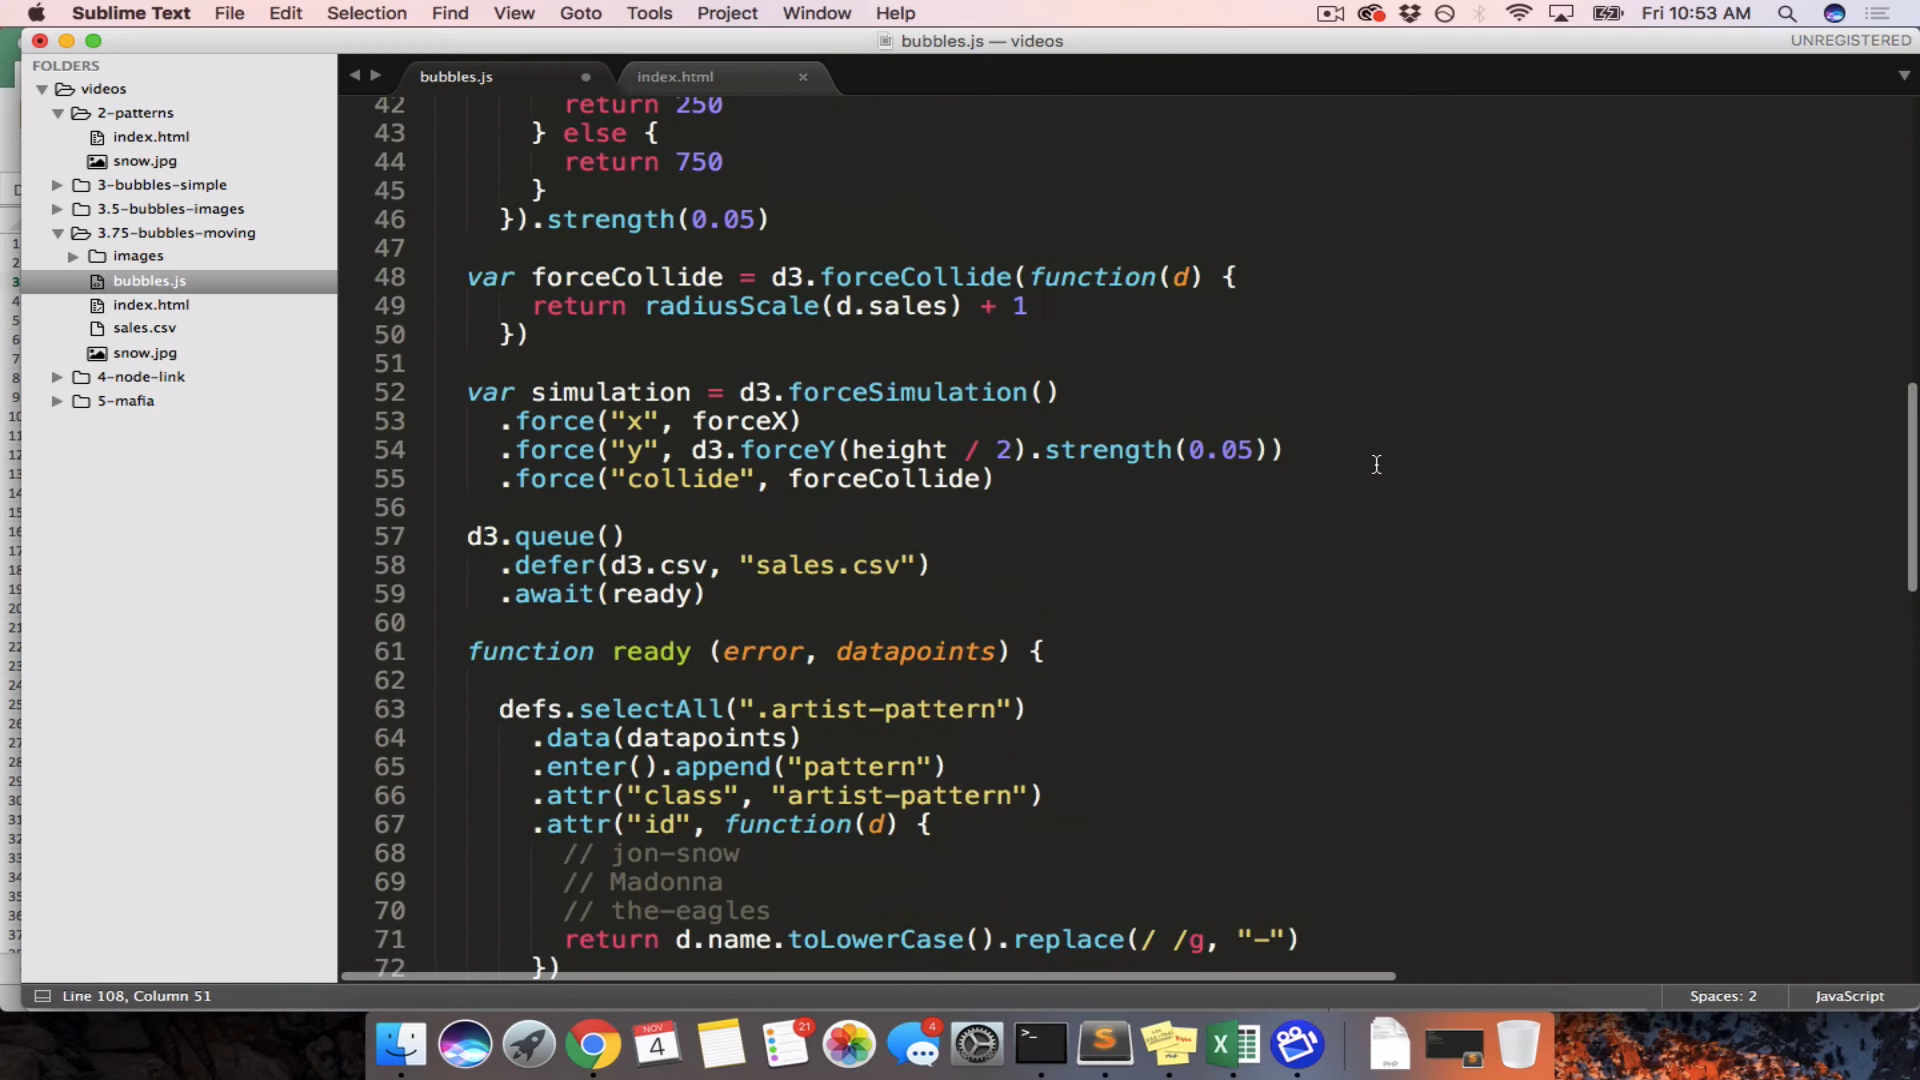 Sublime Text File Edit Selection Find View Goto Tools Project Window Help Fri 10:53 AM
bubbles.js — videos UNREGISTERED
FOLDERS
videos
2-patterns
index.html
snow.jpg
3-bubbles-simple
3.5-bubbles-images
3.75-bubbles-moving
images
bubbles.js
index.html
sales.csv
snow.jpg
4-node-link
5-mafia
bubbles.js index.html
42 return 250
43 } else {
44 return 750
45 }
46 }).strength(0.05)
47
48 var forceCollide = d3.forceCollide(function(d) {
49 return radiusScale(d.sales) + 1
50 })
51
52 var simulation = d3.forceSimulation()
53 .force("x", forceX)
54 .force("y", d3.forceY(height / 2).strength(0.05))
55 .force("collide", forceCollide)
56
57 d3.queue()
58 .defer(d3.csv, "sales.csv")
59 .await(ready)
60
61 function ready (error, datapoints) {
62
63 defs.selectAll(".artist-pattern")
64 .data(datapoints)
65 .enter().append("pattern")
66 .attr("class", "artist-pattern")
67 .attr("id", function(d) {
68 // jon-snow
69 // Madonna
70 // the-eagles
71 return d.name.toLowerCase().replace(/ /g, "-")
72 })
Line 108, Column 51 Spaces: 2 JavaScript
NOV
4
21
4
PHP